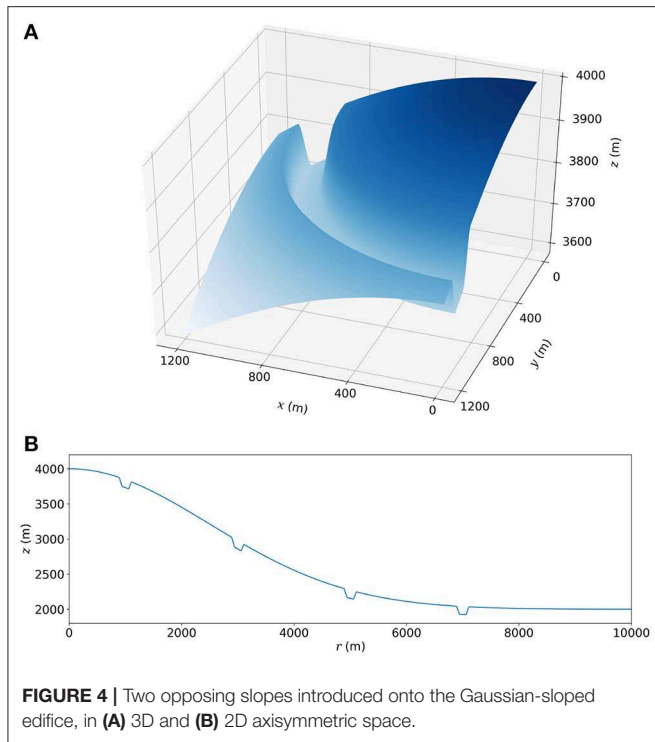 A
4000
3900
3800
3700
3600
z (m)
0
400
800
1200
y (m)
1200
800
400
0
x (m)
B
4000
3500
3000
2500
2000
z (m)
0
2000
4000
6000
8000
10000
r (m)
FIGURE 4 | Two opposing slopes introduced onto the Gaussian-sloped
edifice, in (A) 3D and (B) 2D axisymmetric space.